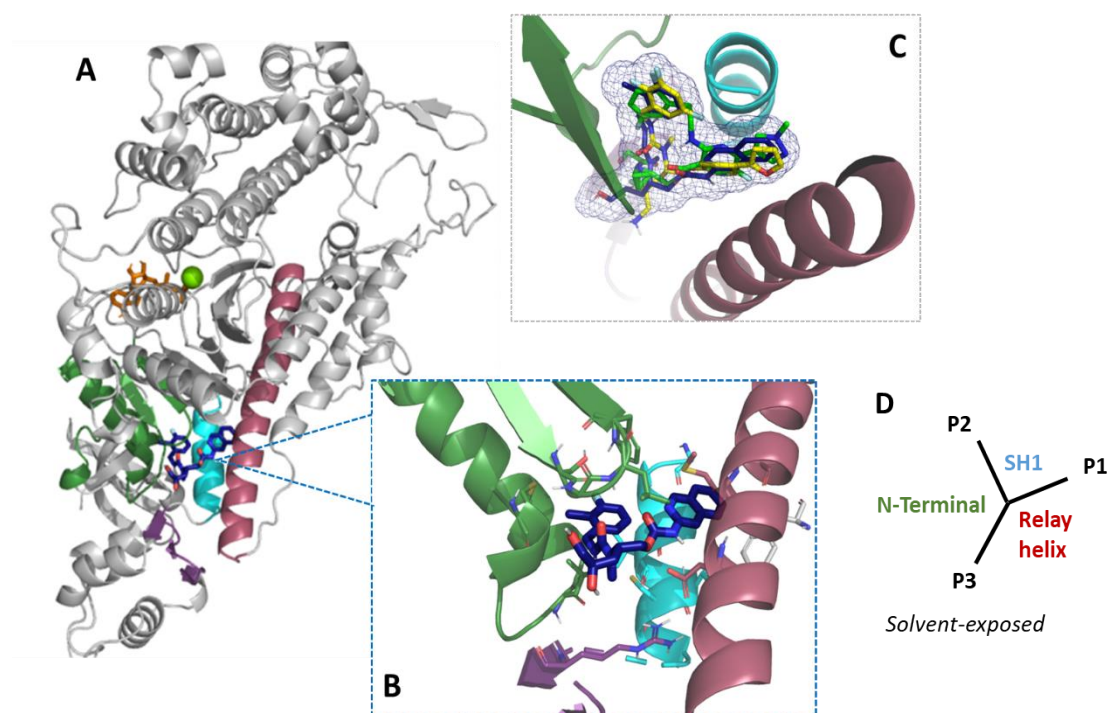 A
C
B
D
P2
SH1
P1
N-Terminal
Relay
helix
P3
Solvent-exposed